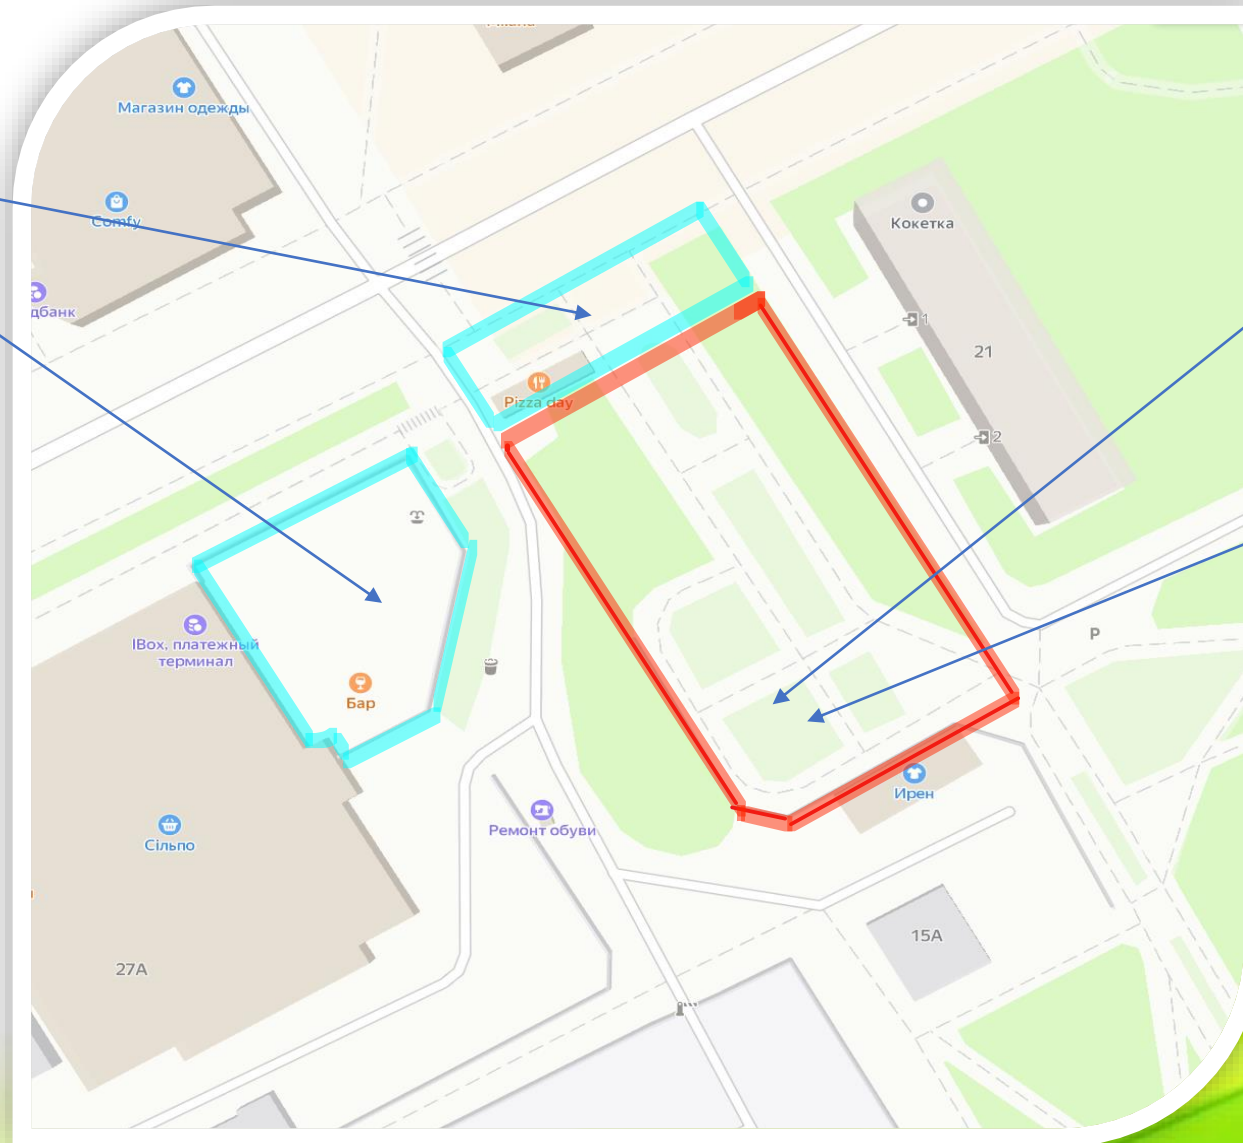 Магазин одежды
Comfy
дбанк
Кокетка
1
21
2
Pizza day
IBox, платежный
терминал
Бар
P
Ирен
Ремонт обуви
Сільпо
15А
27А